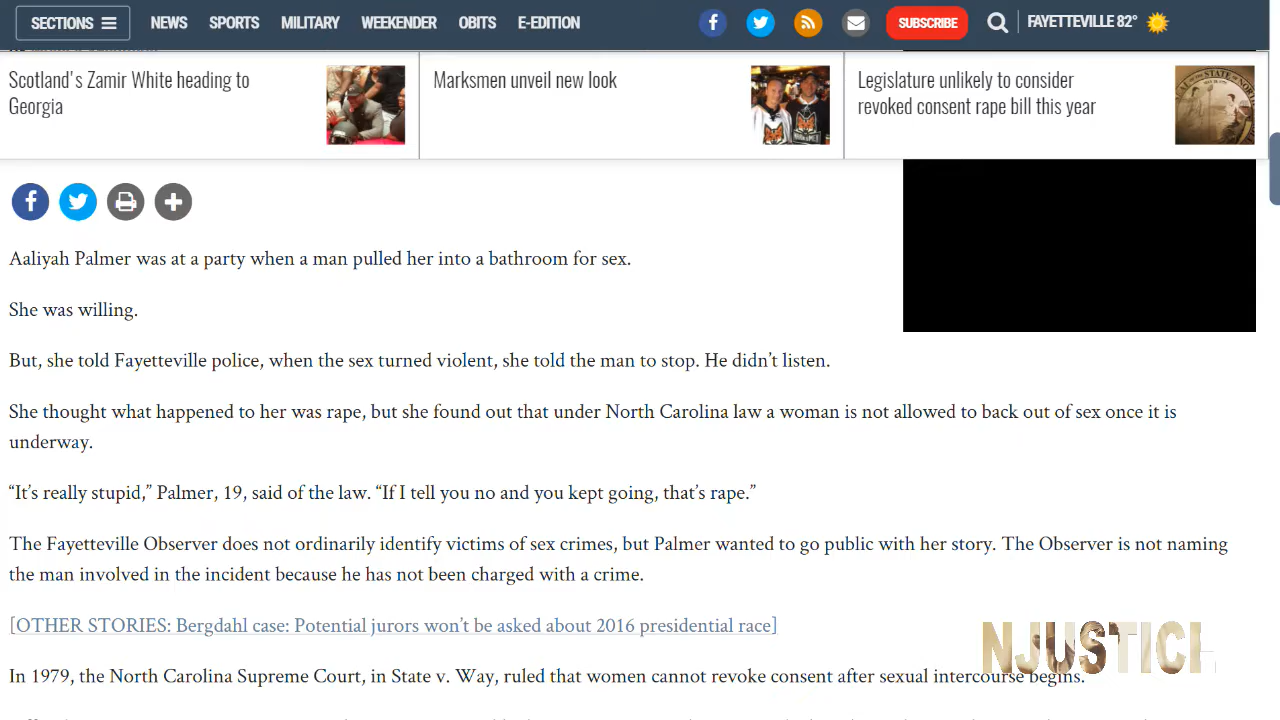 SECTIONS NEWS SPORTS MILITARY WEEKENDER OBITS E-EDITION SUBSCRIBE FAYETTEVILLE 82°
Scotland's Zamir White heading to
Georgia
Marksmen unveil new look
Legislature unlikely to consider
revoked consent rape bill this year
Aaliyah Palmer was at a party when a man pulled her into a bathroom for sex.
She was willing.
But, she told Fayetteville police, when the sex turned violent, she told the man to stop. He didn’t listen.
She thought what happened to her was rape, but she found out that under North Carolina law a woman is not allowed to back out of sex once it is
underway.
“It’s really stupid,” Palmer, 19, said of the law. “If I tell you no and you kept going, that’s rape.”
The Fayetteville Observer does not ordinarily identify victims of sex crimes, but Palmer wanted to go public with her story. The Observer is not naming
the man involved in the incident because he has not been charged with a crime.
[OTHER STORIES: Bergdahl case: Potential jurors won’t be asked about 2016 presidential race]
In 1979, the North Carolina Supreme Court, in State v. Way, ruled that women cannot revoke consent after sexual intercourse begins.